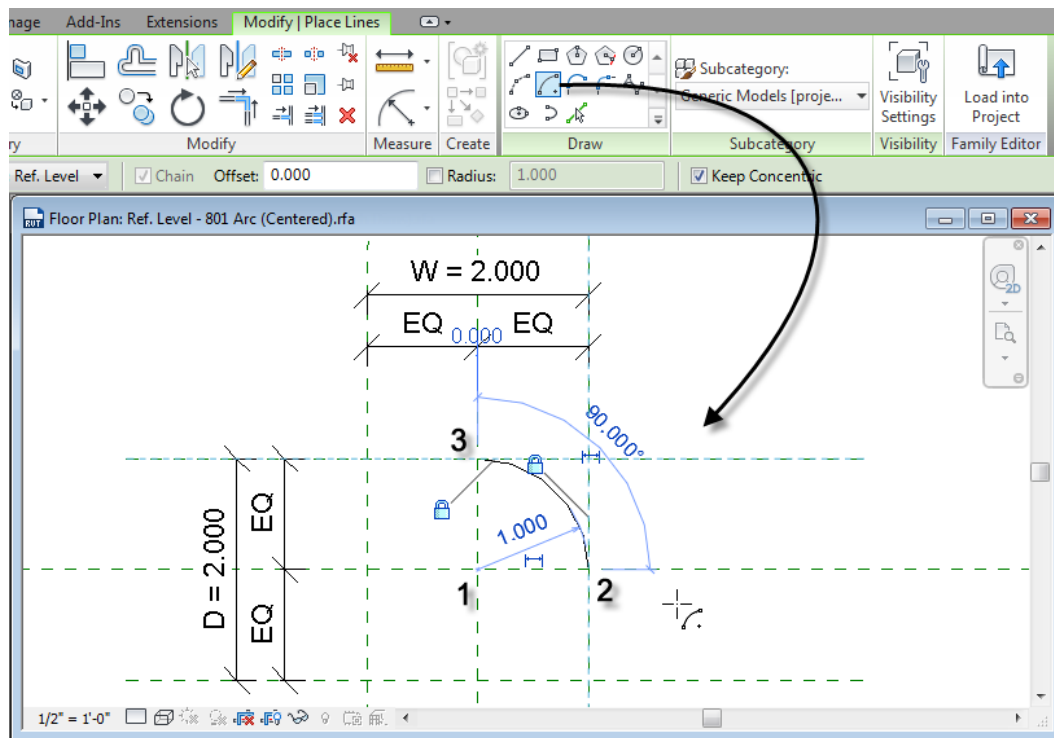 nage Add-Ins Extensions Modify | Place Lines
Subcategory:
Generic Models [proje...
Visibility Settings
Load into Project
ry Modify Measure Create Draw Subcategory Visibility Family Editor
Ref. Level Chain Offset: 0.000 Radius: 1.000 Keep Concentric
RVT Floor Plan: Ref. Level - 801 Arc (Centered).rfa
2D
W = 2.000
EQ EQ
0.000
90.000°
3
D = 2.000
EQ
1.000
1
2
EQ
1/2" = 1'-0"